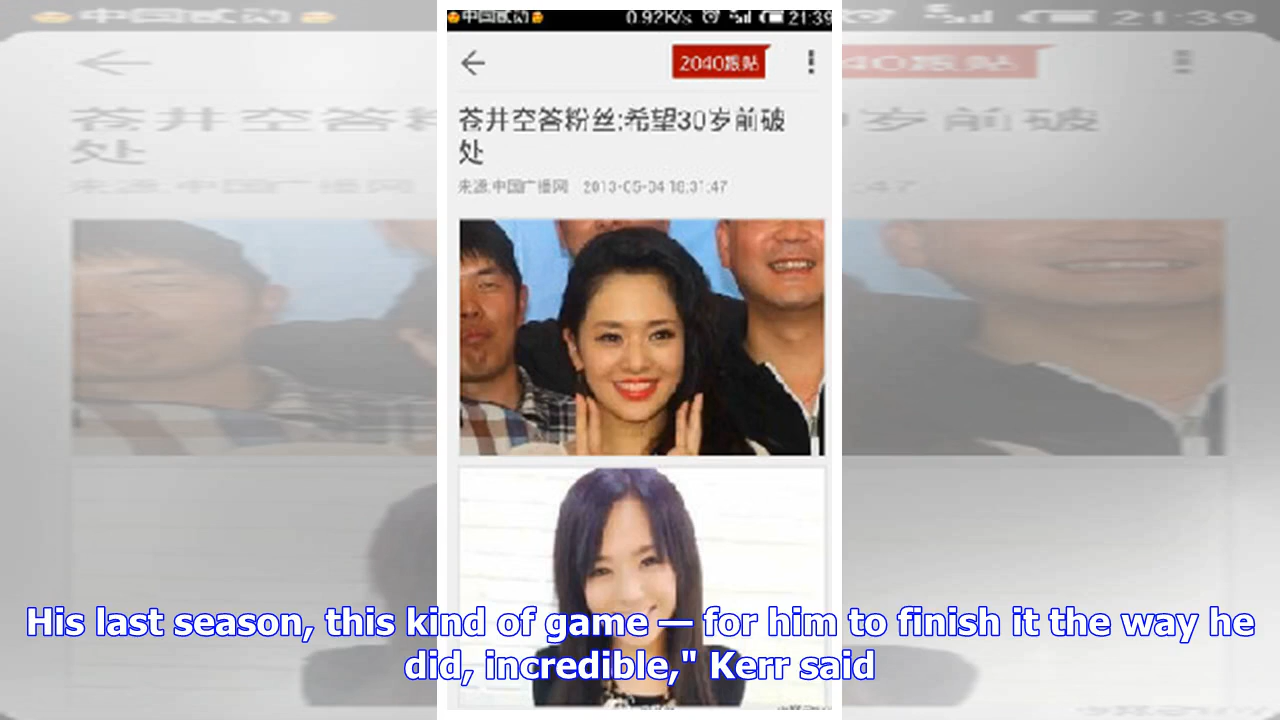 中国移动 0.92K/s 21:39
2040跟贴
苍井空答粉丝:希望30岁前破
处
来源:中国广播网 2013-05-04 18:31:47
His last season, this kind of game — for him to finish it the way he
did, incredible," Kerr said